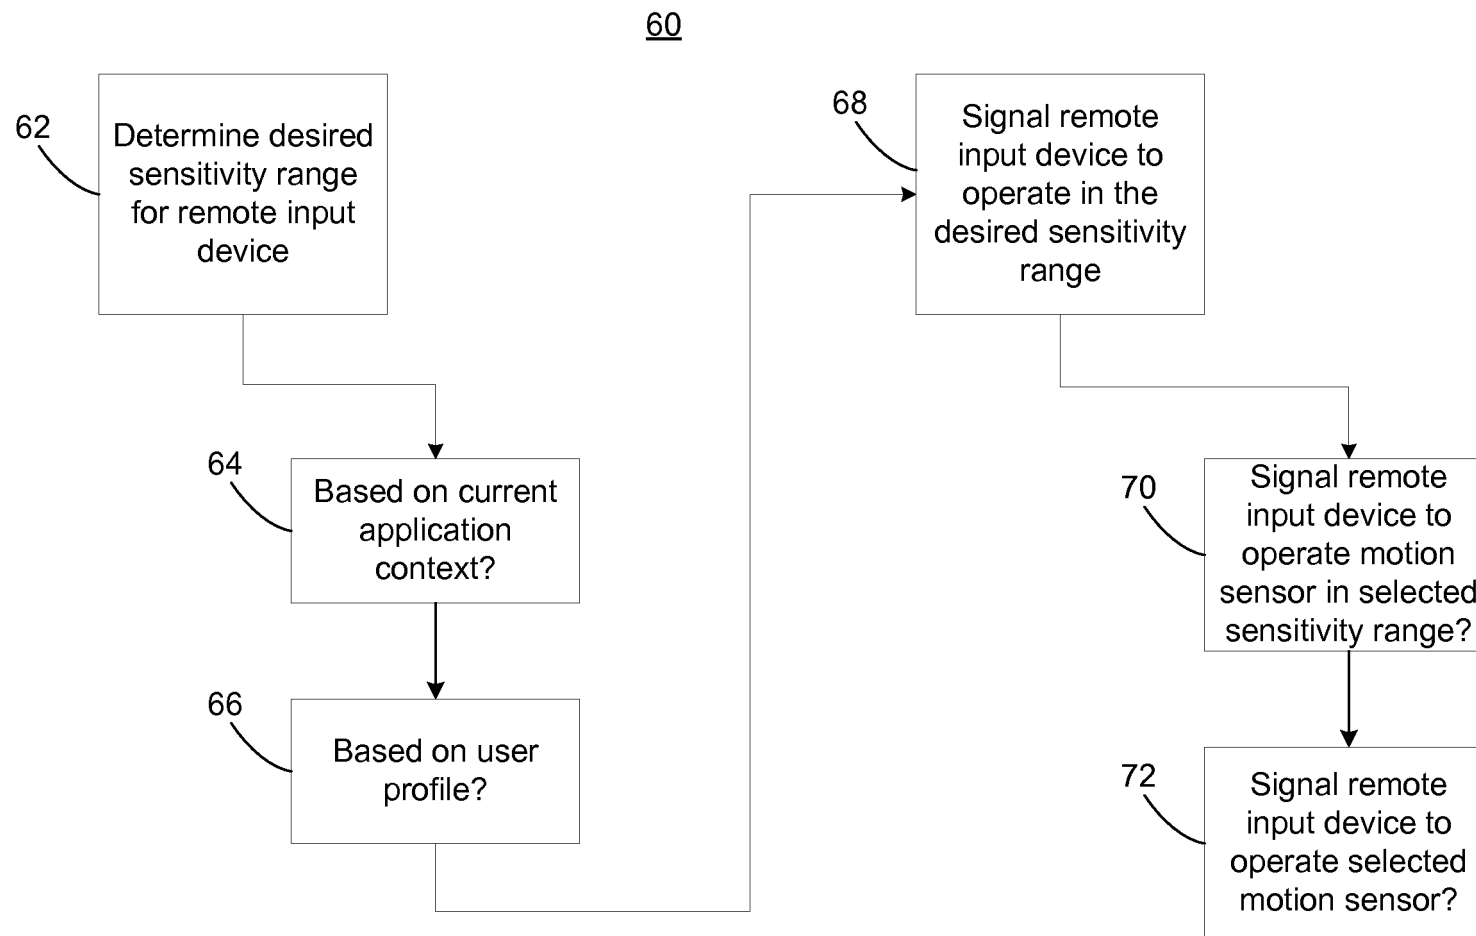 60
62
Determine desired
sensitivity range
for remote input
device
64
Based on current
application
context?
66
Based on user
profile?
68
Signal remote
input device to
operate in the
desired sensitivity
range
70
Signal remote
input device to
operate motion
sensor in selected
sensitivity range?
72
Signal remote
input device to
operate selected
motion sensor?